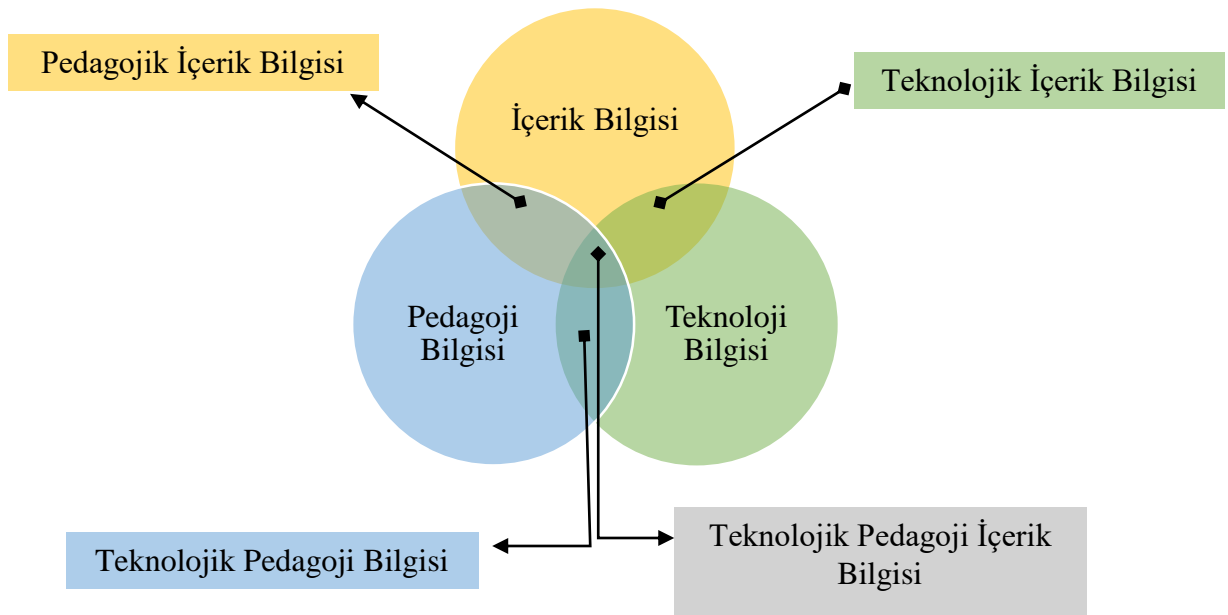 Pedagojik İçerik Bilgisi
Teknolojik İçerik Bilgisi
İçerik Bilgisi
Pedagoji
Bilgisi
Teknoloji
Bilgisi
Teknolojik Pedagoji Bilgisi
Teknolojik Pedagoji İçerik
Bilgisi